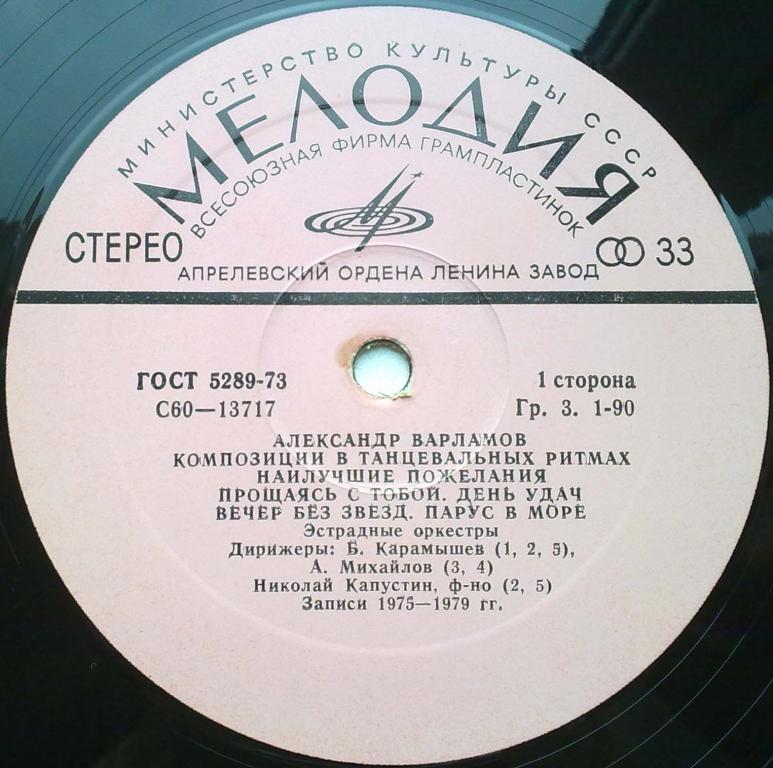 МИНИСТЕРСТВО КУЛЬТУРЫ СССР
МЕЛОДИЯ
ВСЕСОЮЗНАЯ ФИРМА ГРАМПЛАСТИНОК
СТЕРЕО
33
АПРЕЛЕВСКИЙ ОРДЕНА ЛЕНИНА ЗАВОД
ГОСТ 5289-73
1 сторона
С60—13717
Гр. 3. 1-90
АЛЕКСАНДР ВАРЛАМОВ
КОМПОЗИЦИИ В ТАНЦЕВАЛЬНЫХ РИТМАХ
НАИЛУЧШИЕ ПОЖЕЛАНИЯ
ПРОЩАЯСЬ С ТОБОЙ. ДЕНЬ УДАЧ
ВЕЧЕР БЕЗ ЗВЕЗД. ПАРУС В МОРЕ
Эстрадные оркестры
Дирижеры: Б. Карамышев (1, 2, 5),
А. Михайлов (3, 4)
Николай Капустин, ф-но (2, 5)
Записи 1975—1979 гг.